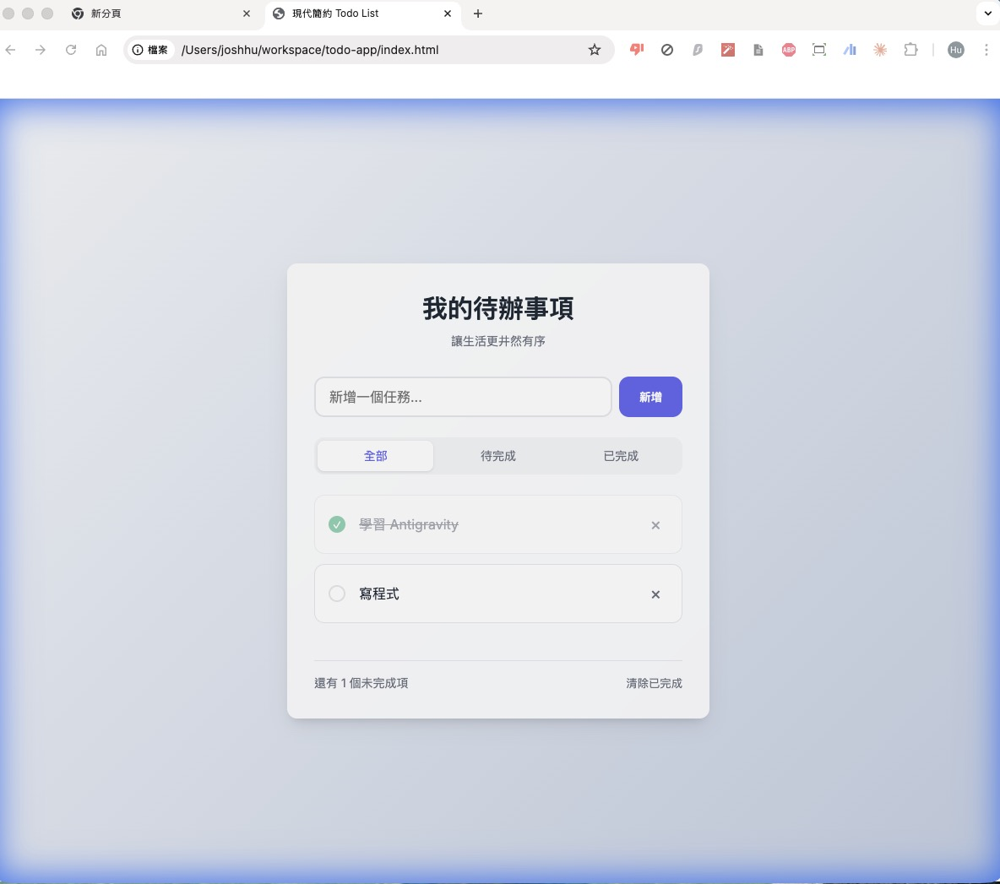 新分頁
現代簡約 Todo List
檔案
/Users/joshhu/workspace/todo-app/index.html
ABP
Hu
我的待辦事項
讓生活更井然有序
新增一個任務...
新增
全部
待完成
已完成
學習 Antigravity
寫程式
還有 1 個未完成項
清除已完成